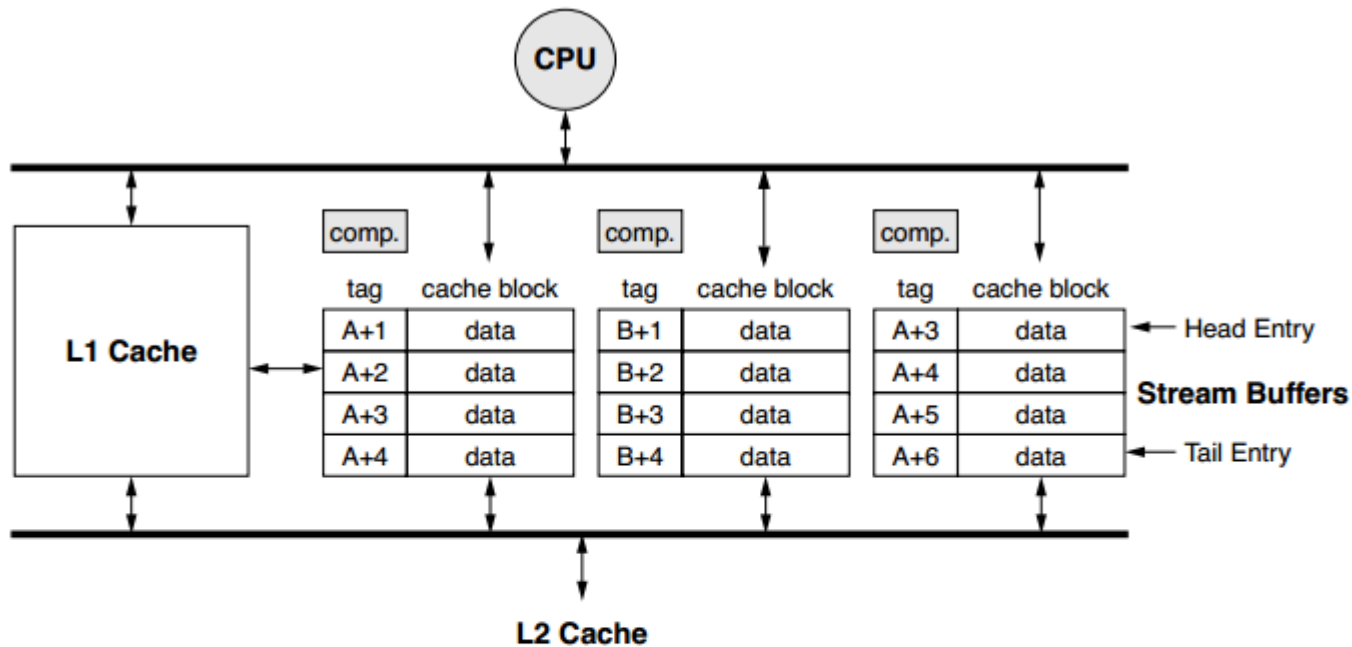 CPU
comp. comp. comp.
tag cache block tag cache block tag cache block
A+1 data B+1 data A+3 data Head Entry
L1 Cache
A+2 data B+2 data A+4 data
Stream Buffers
A+3 data B+3 data A+5 data
A+4 data B+4 data A+6 data Tail Entry
L2 Cache